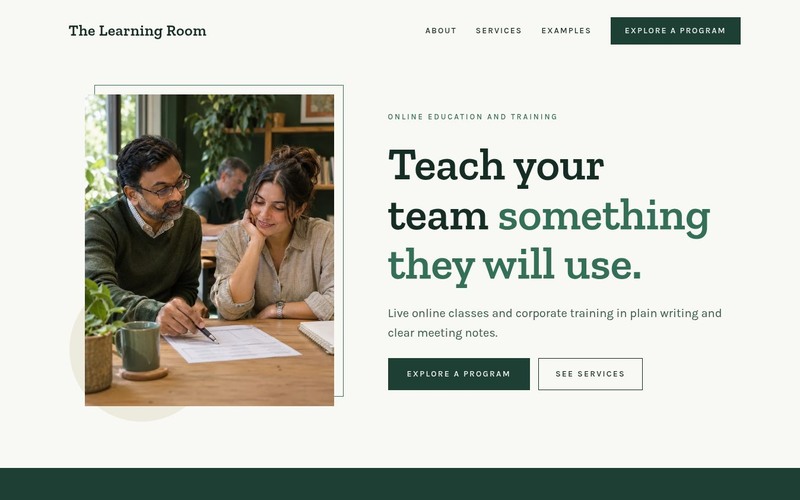 The Learning Room
ABOUT SERVICES EXAMPLES EXPLORE A PROGRAM
ONLINE EDUCATION AND TRAINING
Teach your
team something
they will use.
Live online classes and corporate training in plain writing and
clear meeting notes.
EXPLORE A PROGRAM SEE SERVICES